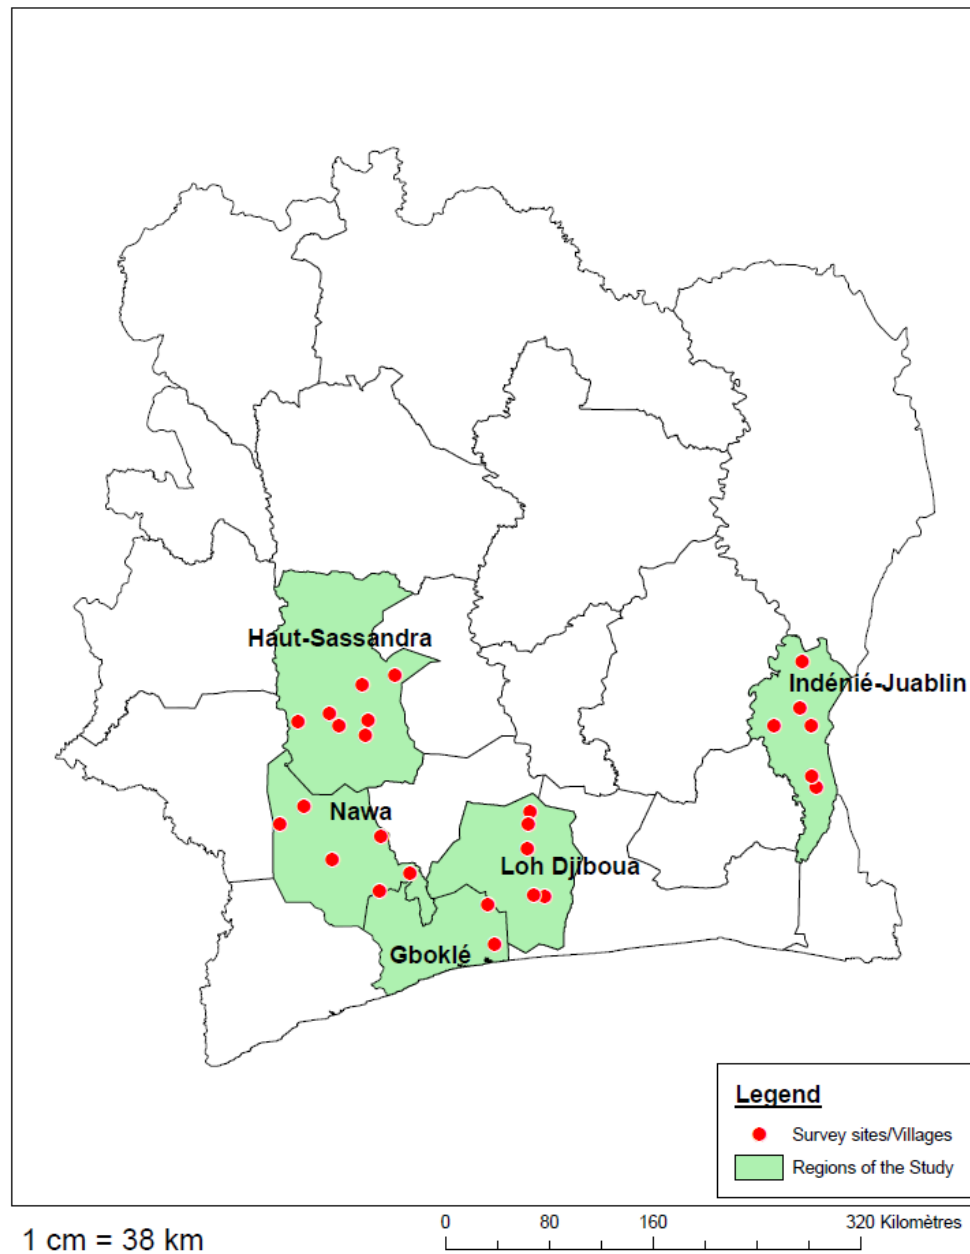 Haut-Sassandra
Indénié-Juablin
Nawa
Loh Djiboua
Gboklé
Legend
Survey sites/Villages
Regions of the Study
1 cm = 38 km
0 80 160 320 Kilomètres